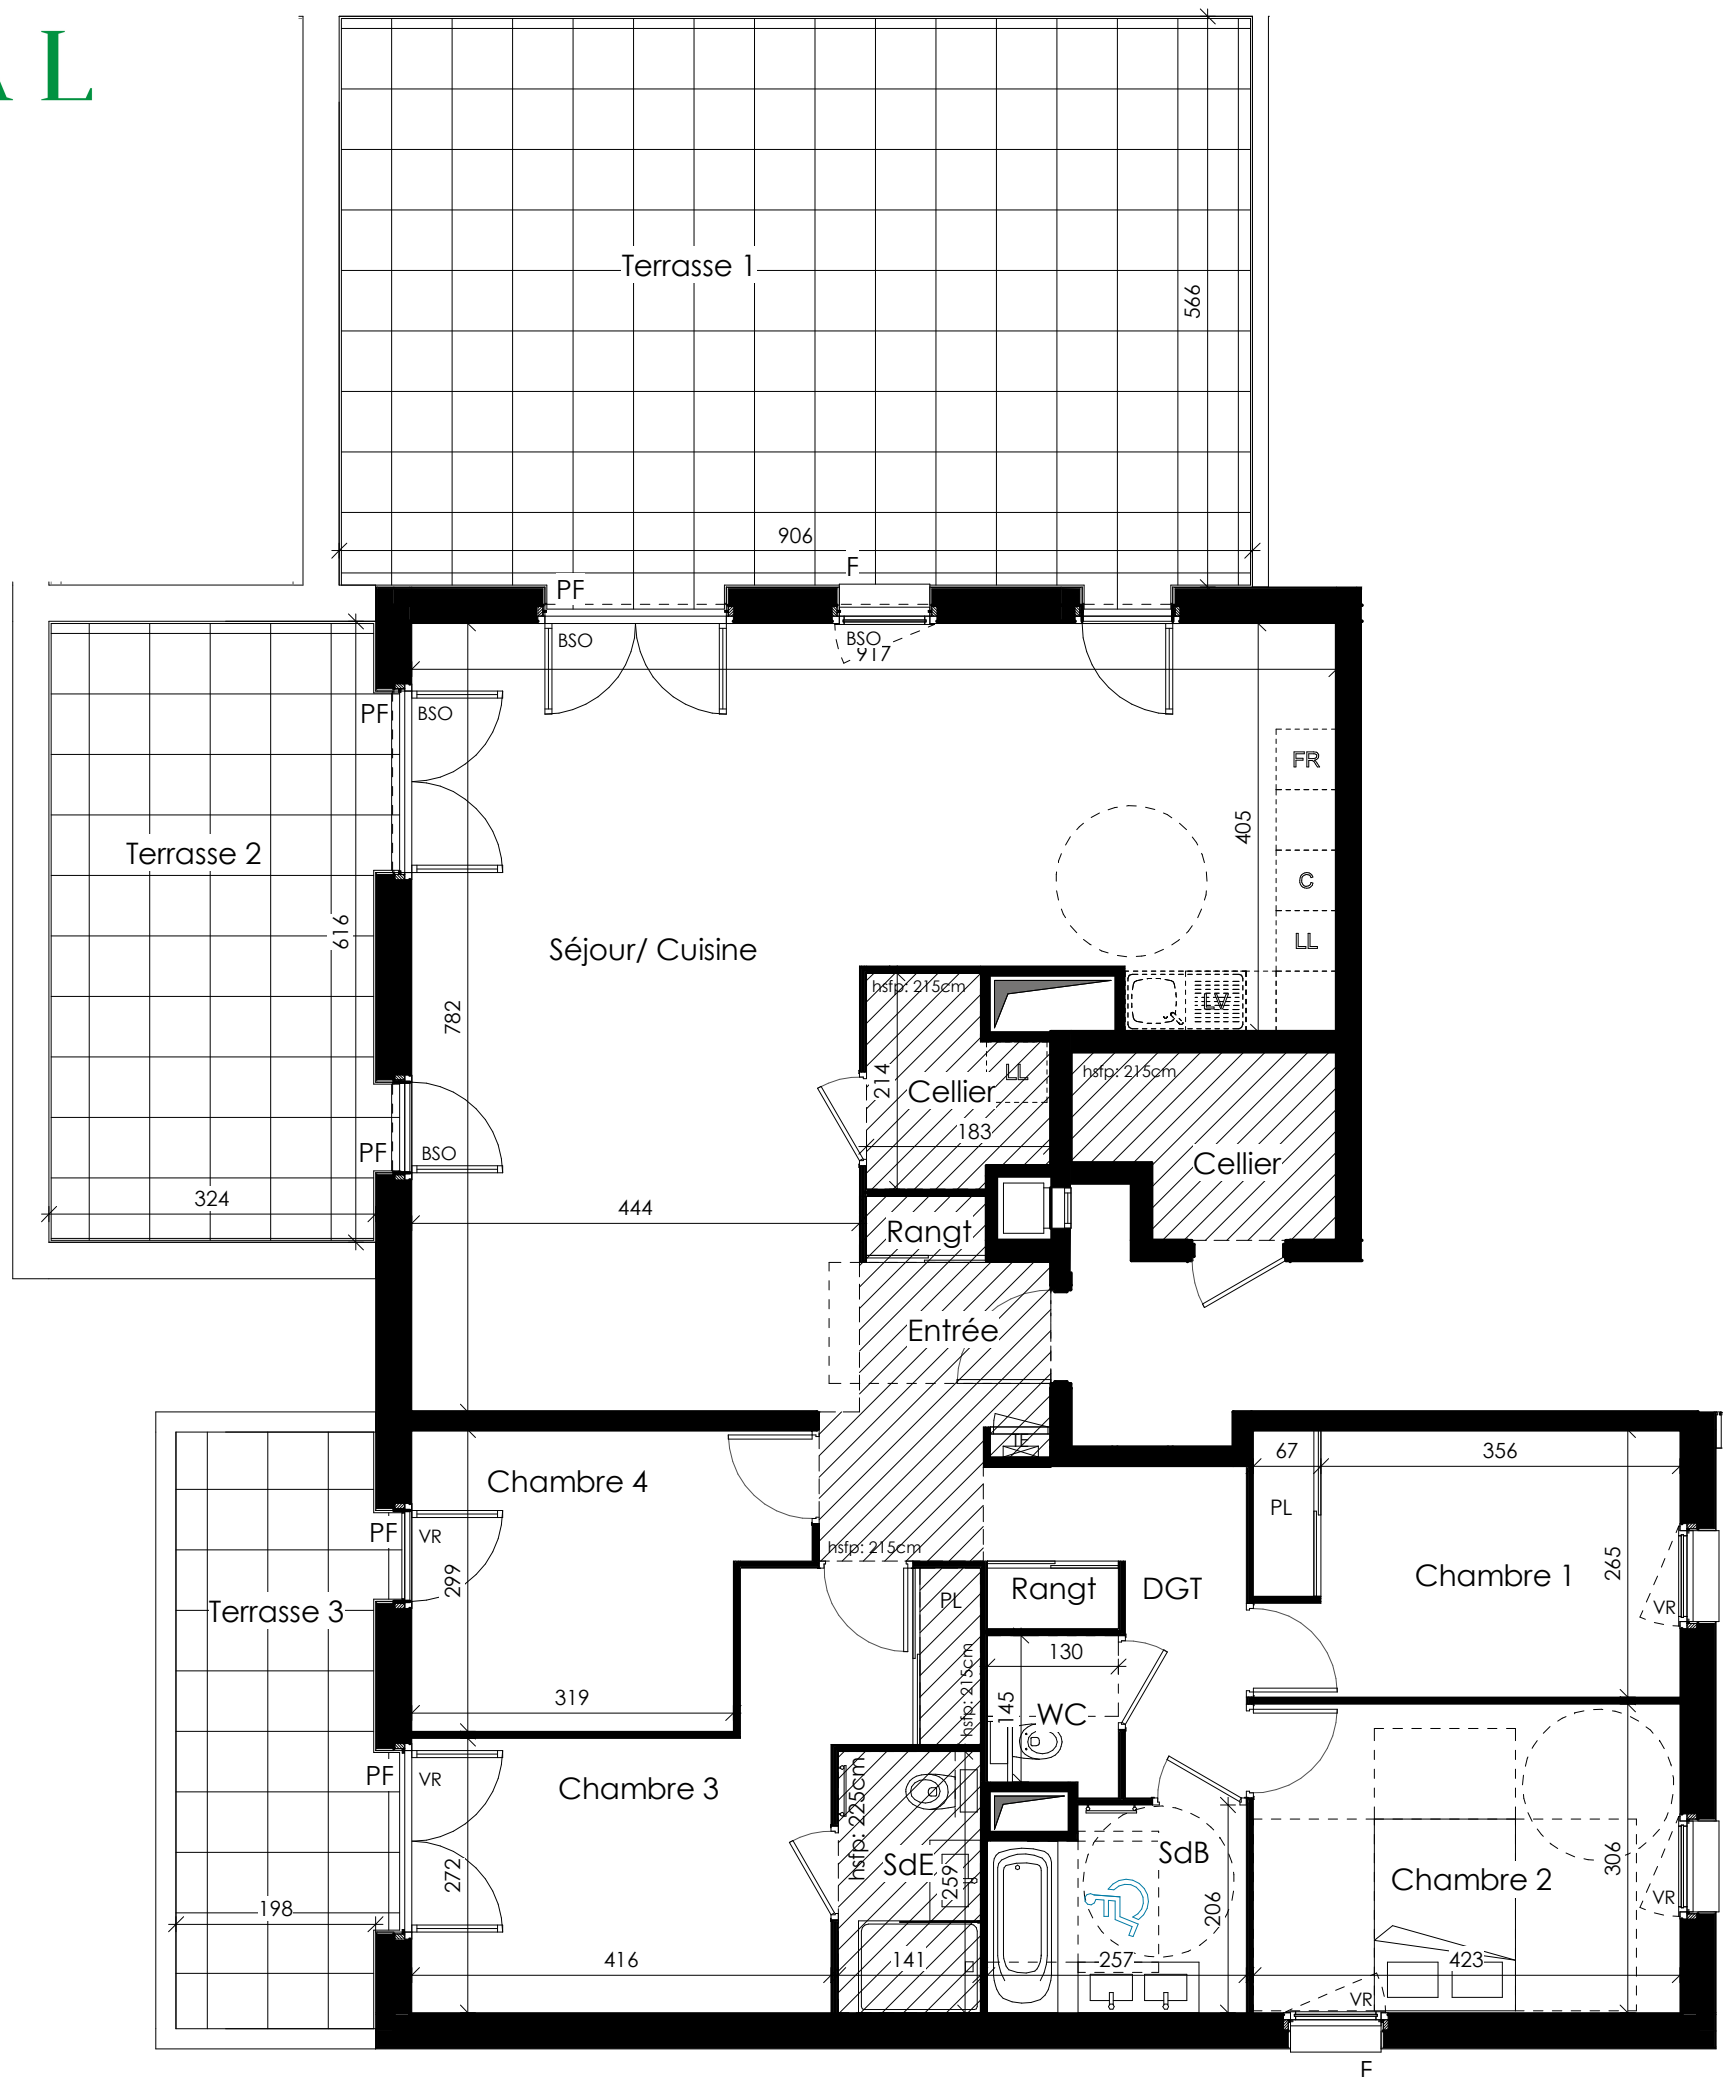 AL
Terrasse 1
566
906
F
PF
BSO
BSO
917
PF
BSO
FR
405
Terrasse 2
C
616
LL
Séjour/ Cuisine
hsfp: 215cm
LV
782
LL
hsfp: 215cm
214
Cellier
183
PF
BSO
Cellier
324
444
Rangt
Entrée
TE
67
356
Chambre 4
PL
PF
VR
hsfp: 215cm
265
Chambre 1
299
Rangt
DGT
PL
VR
Terrasse 3
130
hsfp: 215cm
319
145
WC
PF
VR
Chambre 3
hsfp: 225cm
SdB
306
SdE
259
272
Chambre 2
VR
198
206
416
141
257
423
VR
F